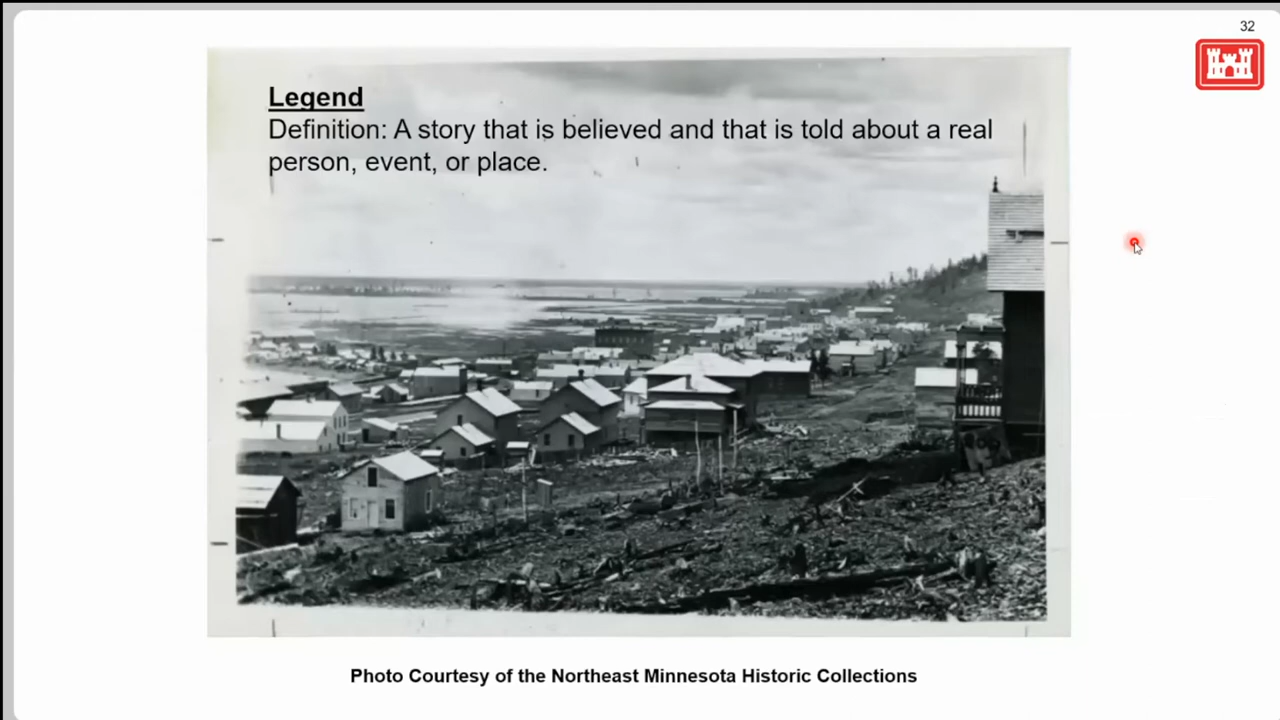 32
Legend
Definition: A story that is believed and that is told about a real
person, event, or place.
Photo Courtesy of the Northeast Minnesota Historic Collections